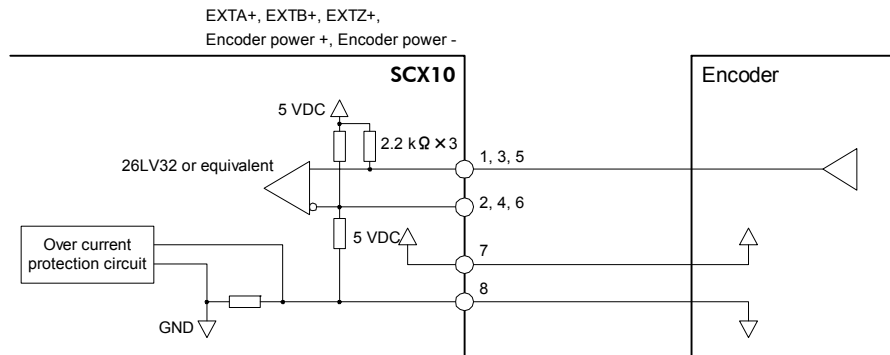 EXTA+, EXTB+, EXTZ+,
Encoder power +, Encoder power -
SCX10
Encoder
5 VDC
2.2 kΩ×3
26LV32 or equivalent
1, 3, 5
2, 4, 6
5 VDC
7
Over current
protection circuit
8
GND